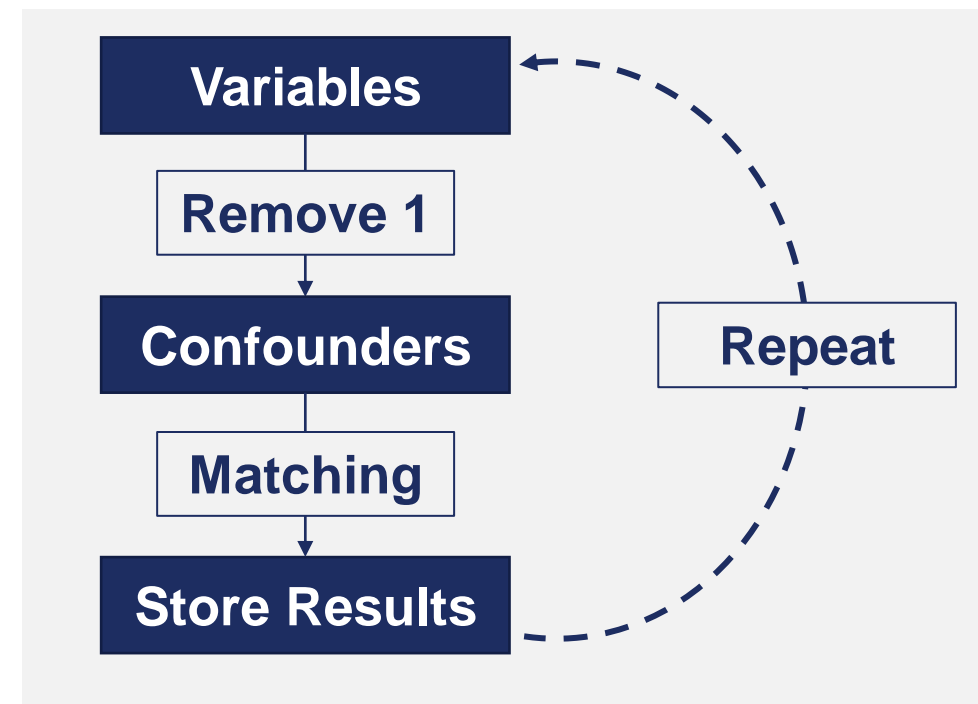 Variables
Remove 1
Confounders
Repeat
Matching
Store Results